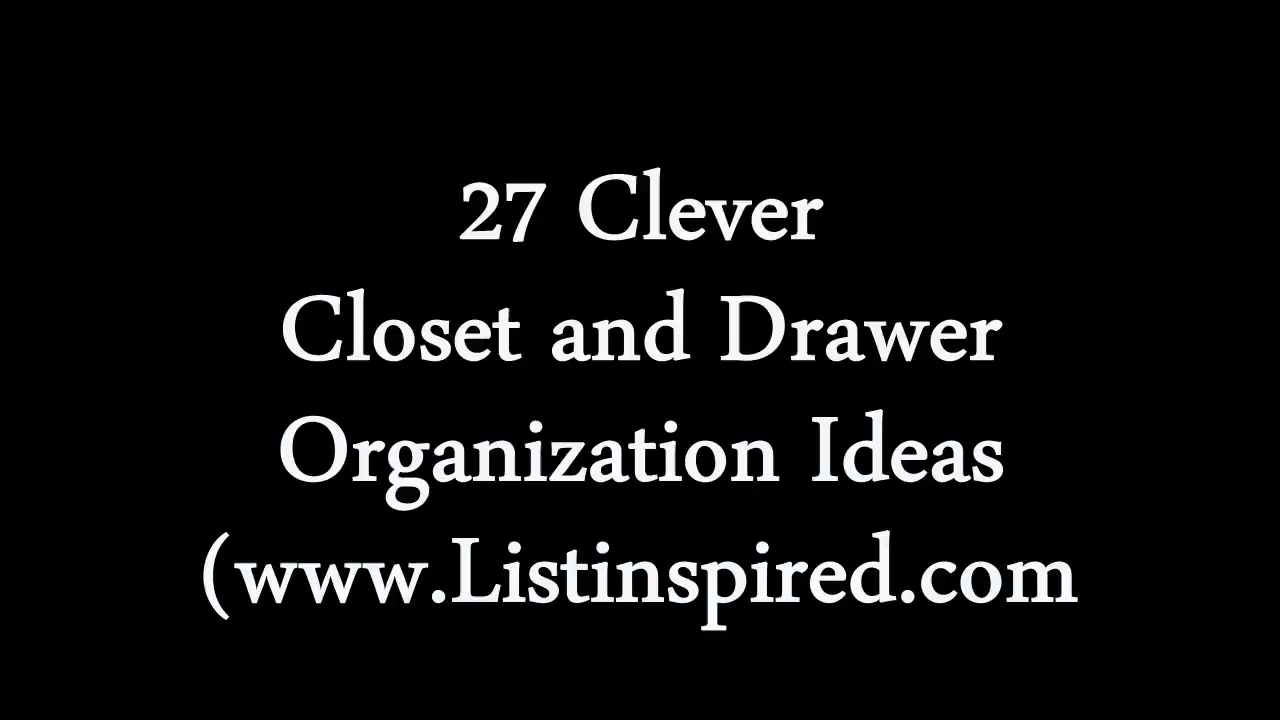 27 Clever
Closet and Drawer
Organization Ideas
(www.Listinspired.com